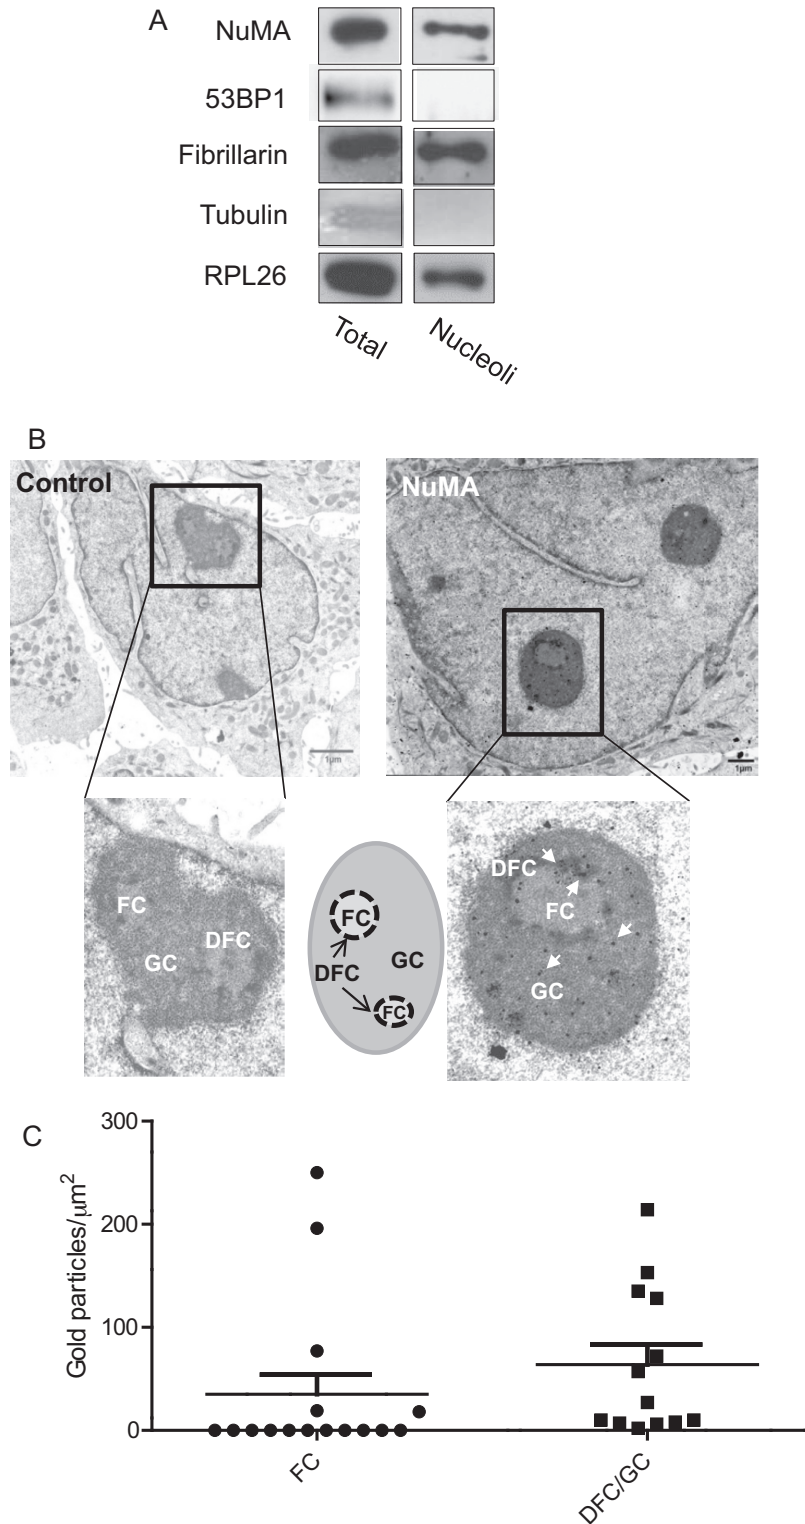 A
NuMA
53BP1
Fibrillarin
Tubulin
RPL26
Total
Nucleoli
B
Control
NuMA
1µm
1µm
FC
DFC
GC
FC
DFC
GC
FC
DFC
FC
GC
C
300
200
100
0
Gold particles/µm²
FC
DFC/GC